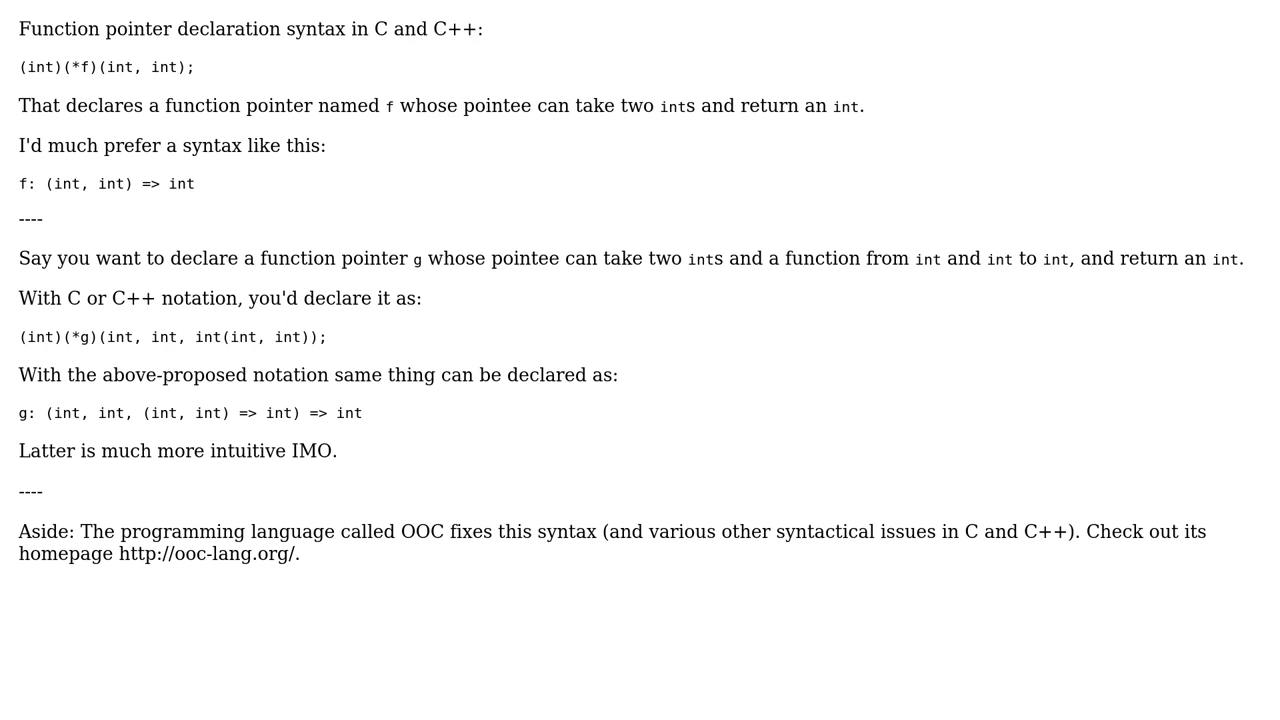 Function pointer declaration syntax in C and C++:
(int)(*f)(int, int);
That declares a function pointer named f whose pointee can take two ints and return an int.
I'd much prefer a syntax like this:
f: (int, int) => int
----
Say you want to declare a function pointer g whose pointee can take two ints and a function from int and int to int, and return an int.
With C or C++ notation, you'd declare it as:
(int)(*g)(int, int, int(int, int));
With the above-proposed notation same thing can be declared as:
g: (int, int, (int, int) => int) => int
Latter is much more intuitive IMO.
----
Aside: The programming language called OOC fixes this syntax (and various other syntactical issues in C and C++). Check out its
homepage http://ooc-lang.org/.